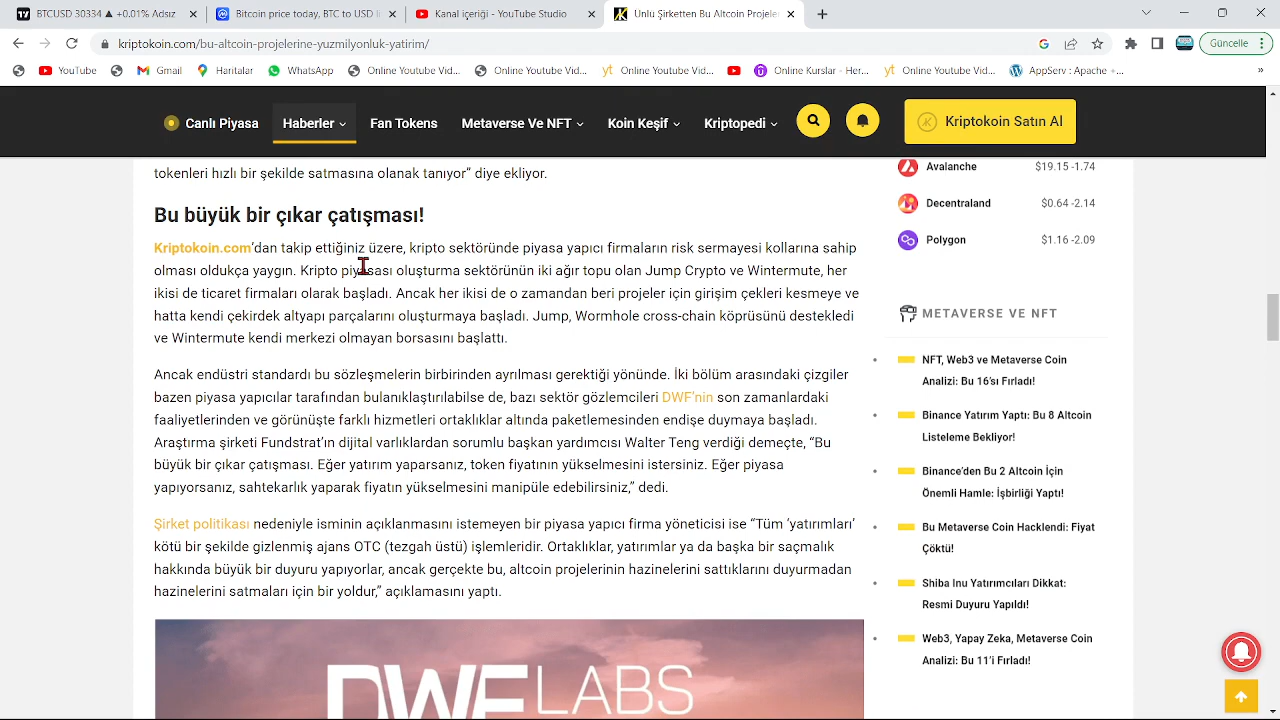 BTCUSD 30334 ▲ +0.01% Adsız
Bitcoin price today, BTC to USD li
Kanal içeriği - YouTube Studio
Unlu Şirketten Bu Altcoin Projele
kriptokoin.com/bu-altcoin-projelerine-yuzmilyonluk-yatirim/
Güncelle
YouTube
Gmail
Haritalar
WhatsApp
Online Youtube Vid...
Online Youtube Vid...
yt Online Youtube Vid...
Online Kurslar - Her...
yt Online Youtube Vid...
AppServ : Apache +...
»
Canlı Piyasa
Haberler
Fan Tokens
Metaverse Ve NFT
Koin Keşif
Kriptopedi
Kriptokoin Satın Al
tokenleri hızlı bir şekilde satmasına olanak tanıyor” diye ekliyor.
Bu büyük bir çıkar çatışması!
Kriptokoin.com’dan takip ettiğiniz üzere, kripto sektöründe piyasa yapıcı firmaların risk sermayesi kollarına sahip
olması oldukça yaygın. Kripto piyasası oluşturma sektörünün iki ağır topu olan Jump Crypto ve Wintermute, her
ikisi de ticaret firmaları olarak başladı. Ancak her ikisi de o zamandan beri projeler için girişim çekleri kesmeye ve
hatta kendi çekirdek altyapı parçalarını oluşturmaya başladı. Jump, Wormhole cross-chain köprüsünü destekledi
ve Wintermute kendi merkezi olmayan borsasını başlattı.
Ancak endüstri standardı bu sözleşmelerin birbirinden ayrılması gerektiği yönünde. İki bölüm arasındaki çizgiler
bazen piyasa yapıcılar tarafından bulanıklaştırılabilse de, bazı sektör gözlemcileri DWF’nin son zamanlardaki
faaliyetlerinden ve görünüşte farklı hizmetleri ortaklıklar altında paketlemesinden endişe duymaya başladı.
Araştırma şirketi Fundstrat’ın dijital varlıklardan sorumlu başkan yardımcısı Walter Teng verdiği demeçte, “Bu
büyük bir çıkar çatışması. Eğer yatırım yaparsanız, token fiyatının yükselmesini istersiniz. Eğer piyasa
yapıyorsanız, sahtekarlık yaparak fiyatın yükselmesini manipüle edebilirsiniz,” dedi.
Şirket politikası nedeniyle isminin açıklanmasını istemeyen bir piyasa yapıcı firma yöneticisi ise “Tüm ‘yatırımları’
kötü bir şekilde gizlenmiş ajans OTC (tezgah üstü) işlemleridir. Ortaklıklar, yatırımlar ya da başka bir saçmalık
hakkında büyük bir duyuru yapıyorlar, ancak gerçekte bu, altcoin projelerinin hazinelerini sattıklarını duyurmadan
hazinelerini satmaları için bir yoldur,” açıklamasını yaptı.
DWF LABS
Avalanche $19.15 -1.74
Decentraland $0.64 -2.14
Polygon $1.16 -2.09
METAVERSE VE NFT
NFT, Web3 ve Metaverse Coin
Analizi: Bu 16’sı Fırladı!
Binance Yatırım Yaptı: Bu 8 Altcoin
Listeleme Bekliyor!
Binance’den Bu 2 Altcoin İçin
Önemli Hamle: İşbirliği Yaptı!
Bu Metaverse Coin Hacklendi: Fiyat
Çöktü!
Shiba Inu Yatırımcıları Dikkat:
Resmi Duyuru Yapıldı!
Web3, Yapay Zeka, Metaverse Coin
Analizi: Bu 11’i Fırladı!